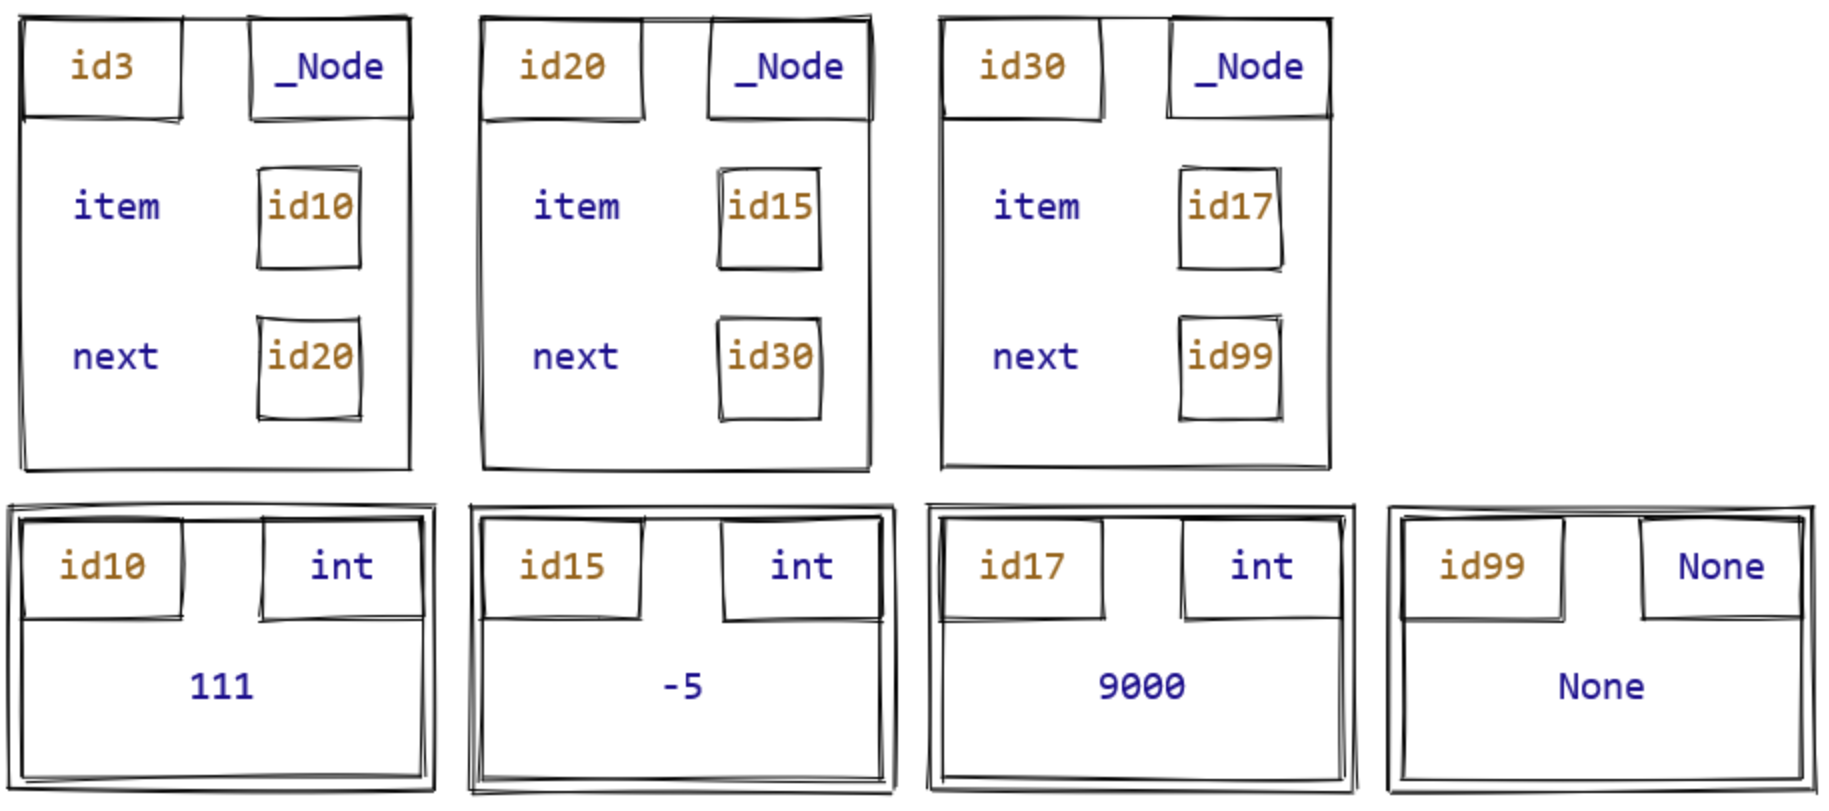 id3 _Node id20 _Node id30 _Node
item id10 item id15 item id17
next id20 next id30 next id99
id10 int id15 int id17 int id99 None
111 -5 9000 None